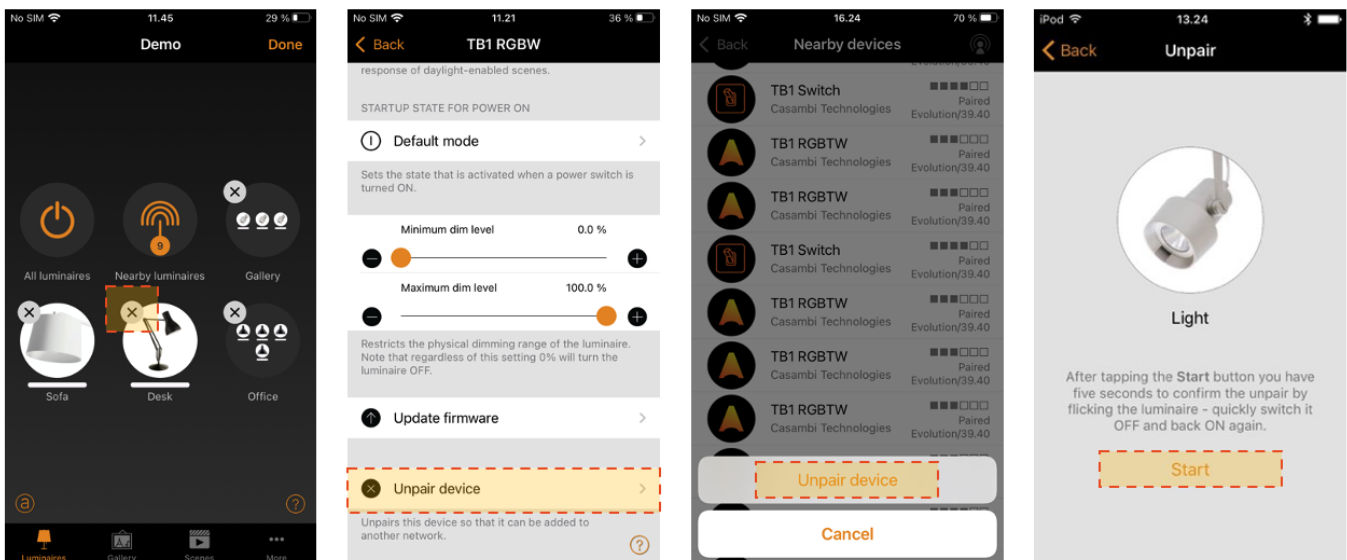 No SIM 11.45 29 %
Demo Done
All luminaires Nearby luminaires Gallery
9
Sofa Desk Office
a ?
Luminaires Gallery Scenes More
No SIM 11.21 36 %
Back TB1 RGBW
response of daylight-enabled scenes.
STARTUP STATE FOR POWER ON
Default mode
Sets the state that is activated when a power switch is
turned ON.
Minimum dim level 0.0 %
Maximum dim level 100.0 %
Restricts the physical dimming range of the luminaire.
Note that regardless of this setting 0% will turn the
luminaire OFF.
Update firmware
Unpair device
Unpairs this device so that it can be added to
another network.
?
No SIM 16.24 70 %
Back Nearby devices
TB1 Switch
Casambi Technologies
Paired
Evolution/39.40
TB1 RGBTW
Casambi Technologies
Paired
Evolution/39.40
TB1 RGBTW
Casambi Technologies
Paired
Evolution/39.40
TB1 Switch
Casambi Technologies
Paired
Evolution/39.40
TB1 RGBTW
Casambi Technologies
Paired
Evolution/39.40
TB1 RGBTW
Casambi Technologies
Paired
Evolution/39.40
TB1 RGBTW
Casambi Technologies
Paired
Evolution/39.40
Unpair device
Cancel
iPod 13.24
Back Unpair
Light
After tapping the Start button you have
five seconds to confirm the unpair by
flicking the luminaire - quickly switch it
OFF and back ON again.
Start